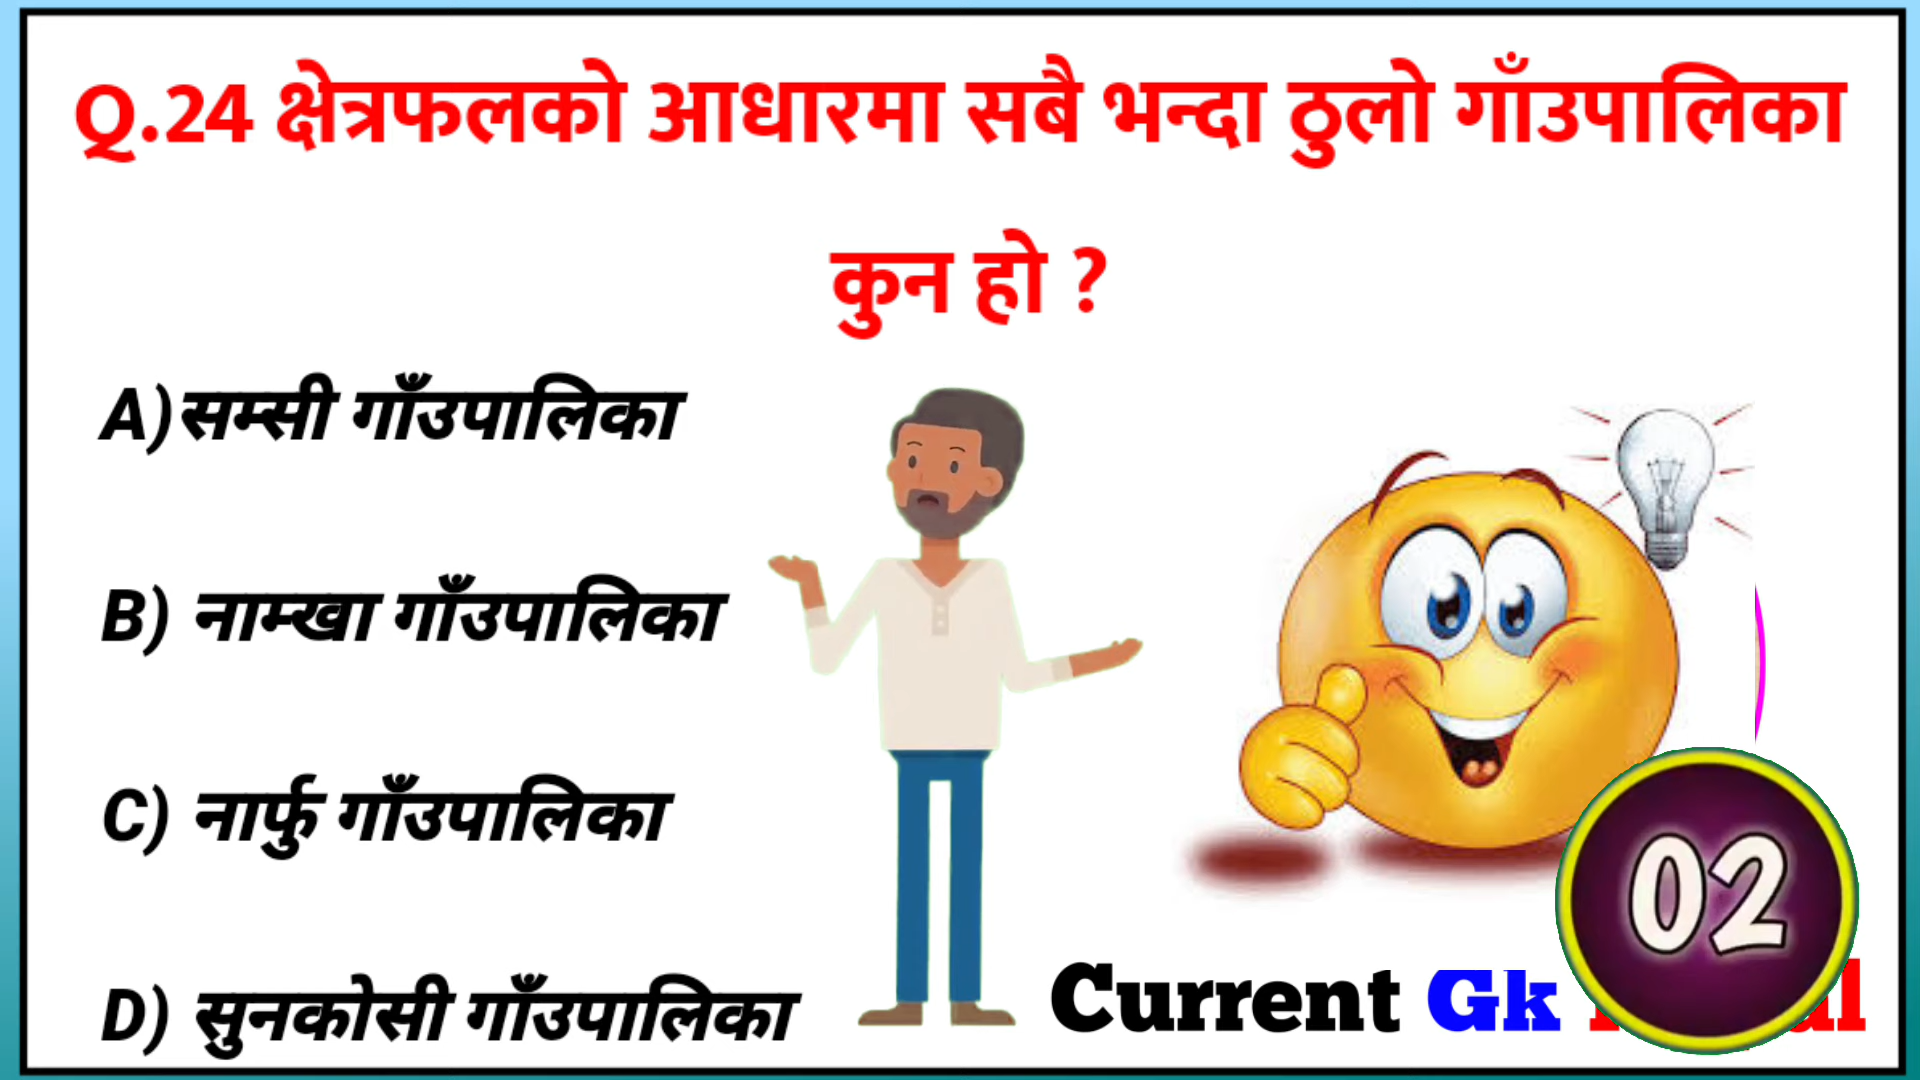 Q.24 क्षेत्रफलको आधारमा सबै भन्दा ठुलो गाँउपालिका
कुन हो ?
A)सम्सी गाँउपालिका
B) नाम्खा गाँउपालिका
C) नार्फु गाँउपालिका
D) सुनकोसी गाँउपालिका
Current Gk
02